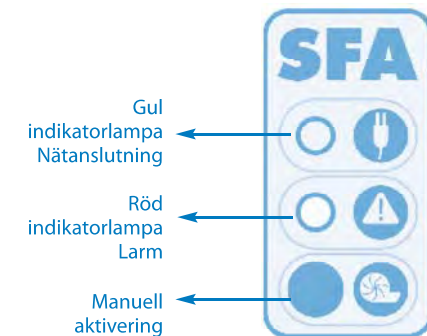 SFA
Gul
indikatorlampa
Nätanslutning
Röd
indikatorlampa
Larm
Manuell
aktivering